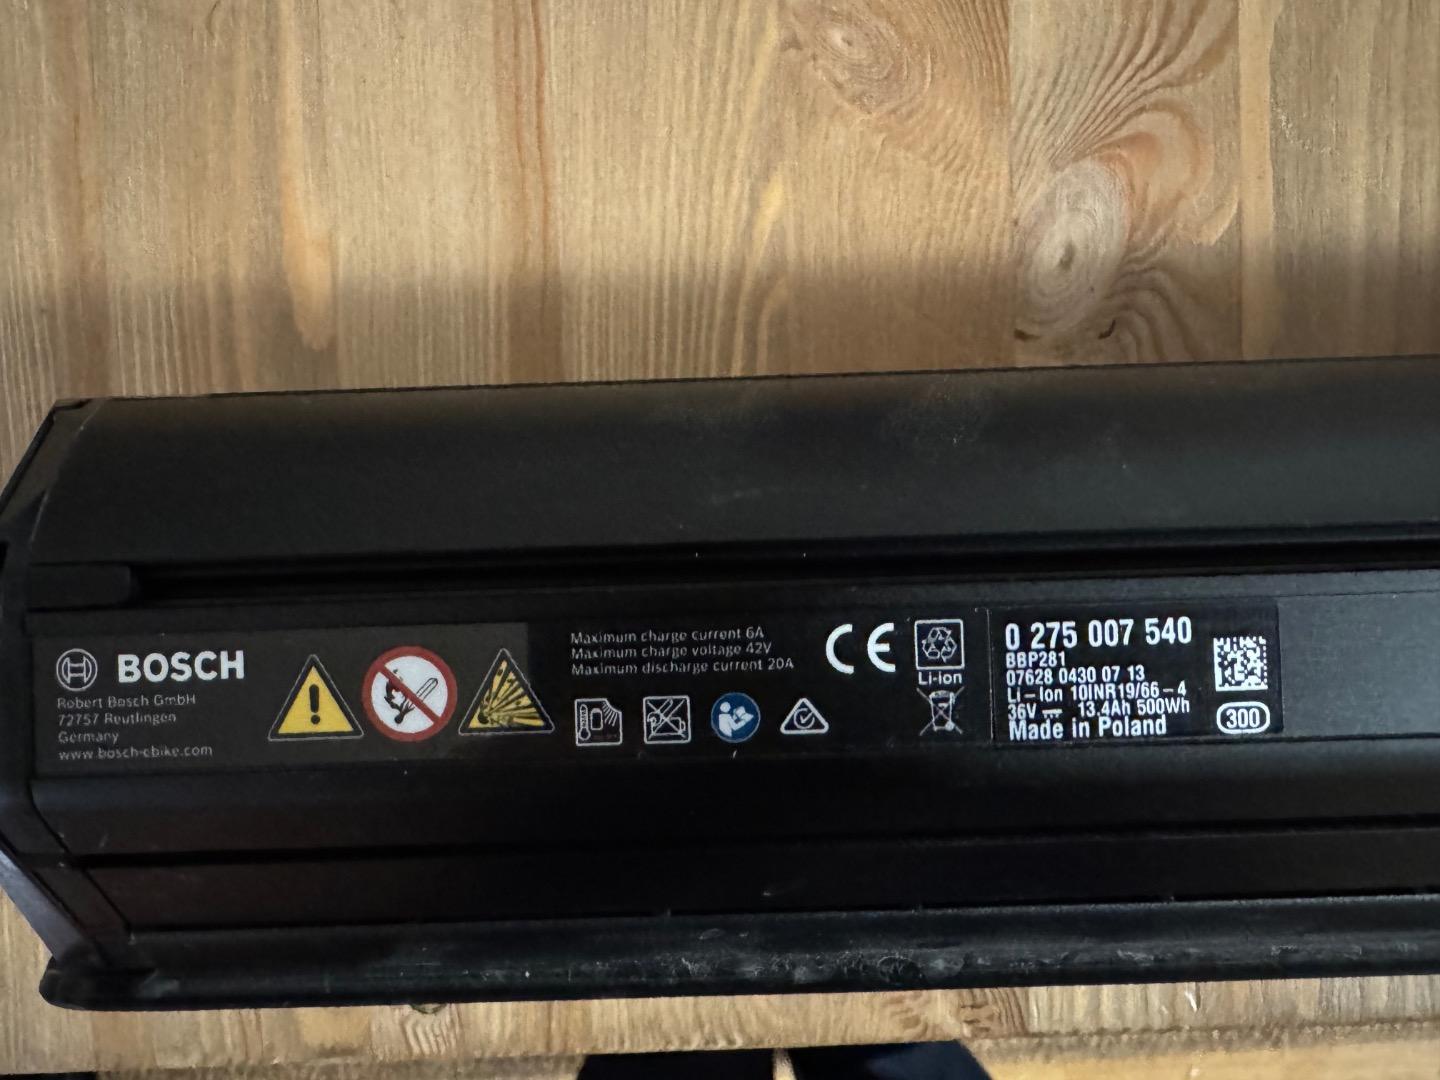 BOSCH
Robert Bosch GmbH
72757 Reutlingen
Germany
www.bosch-ebike.com
Maximum charge current 6A
Maximum charge voltage 42V
Maximum discharge current 20A
CE
Li-ion
0 275 007 540
BBP281
07628 0430 07 13
Li-Ion 10INR19/66-4
36V 13.4Ah 500Wh
Made in Poland
300